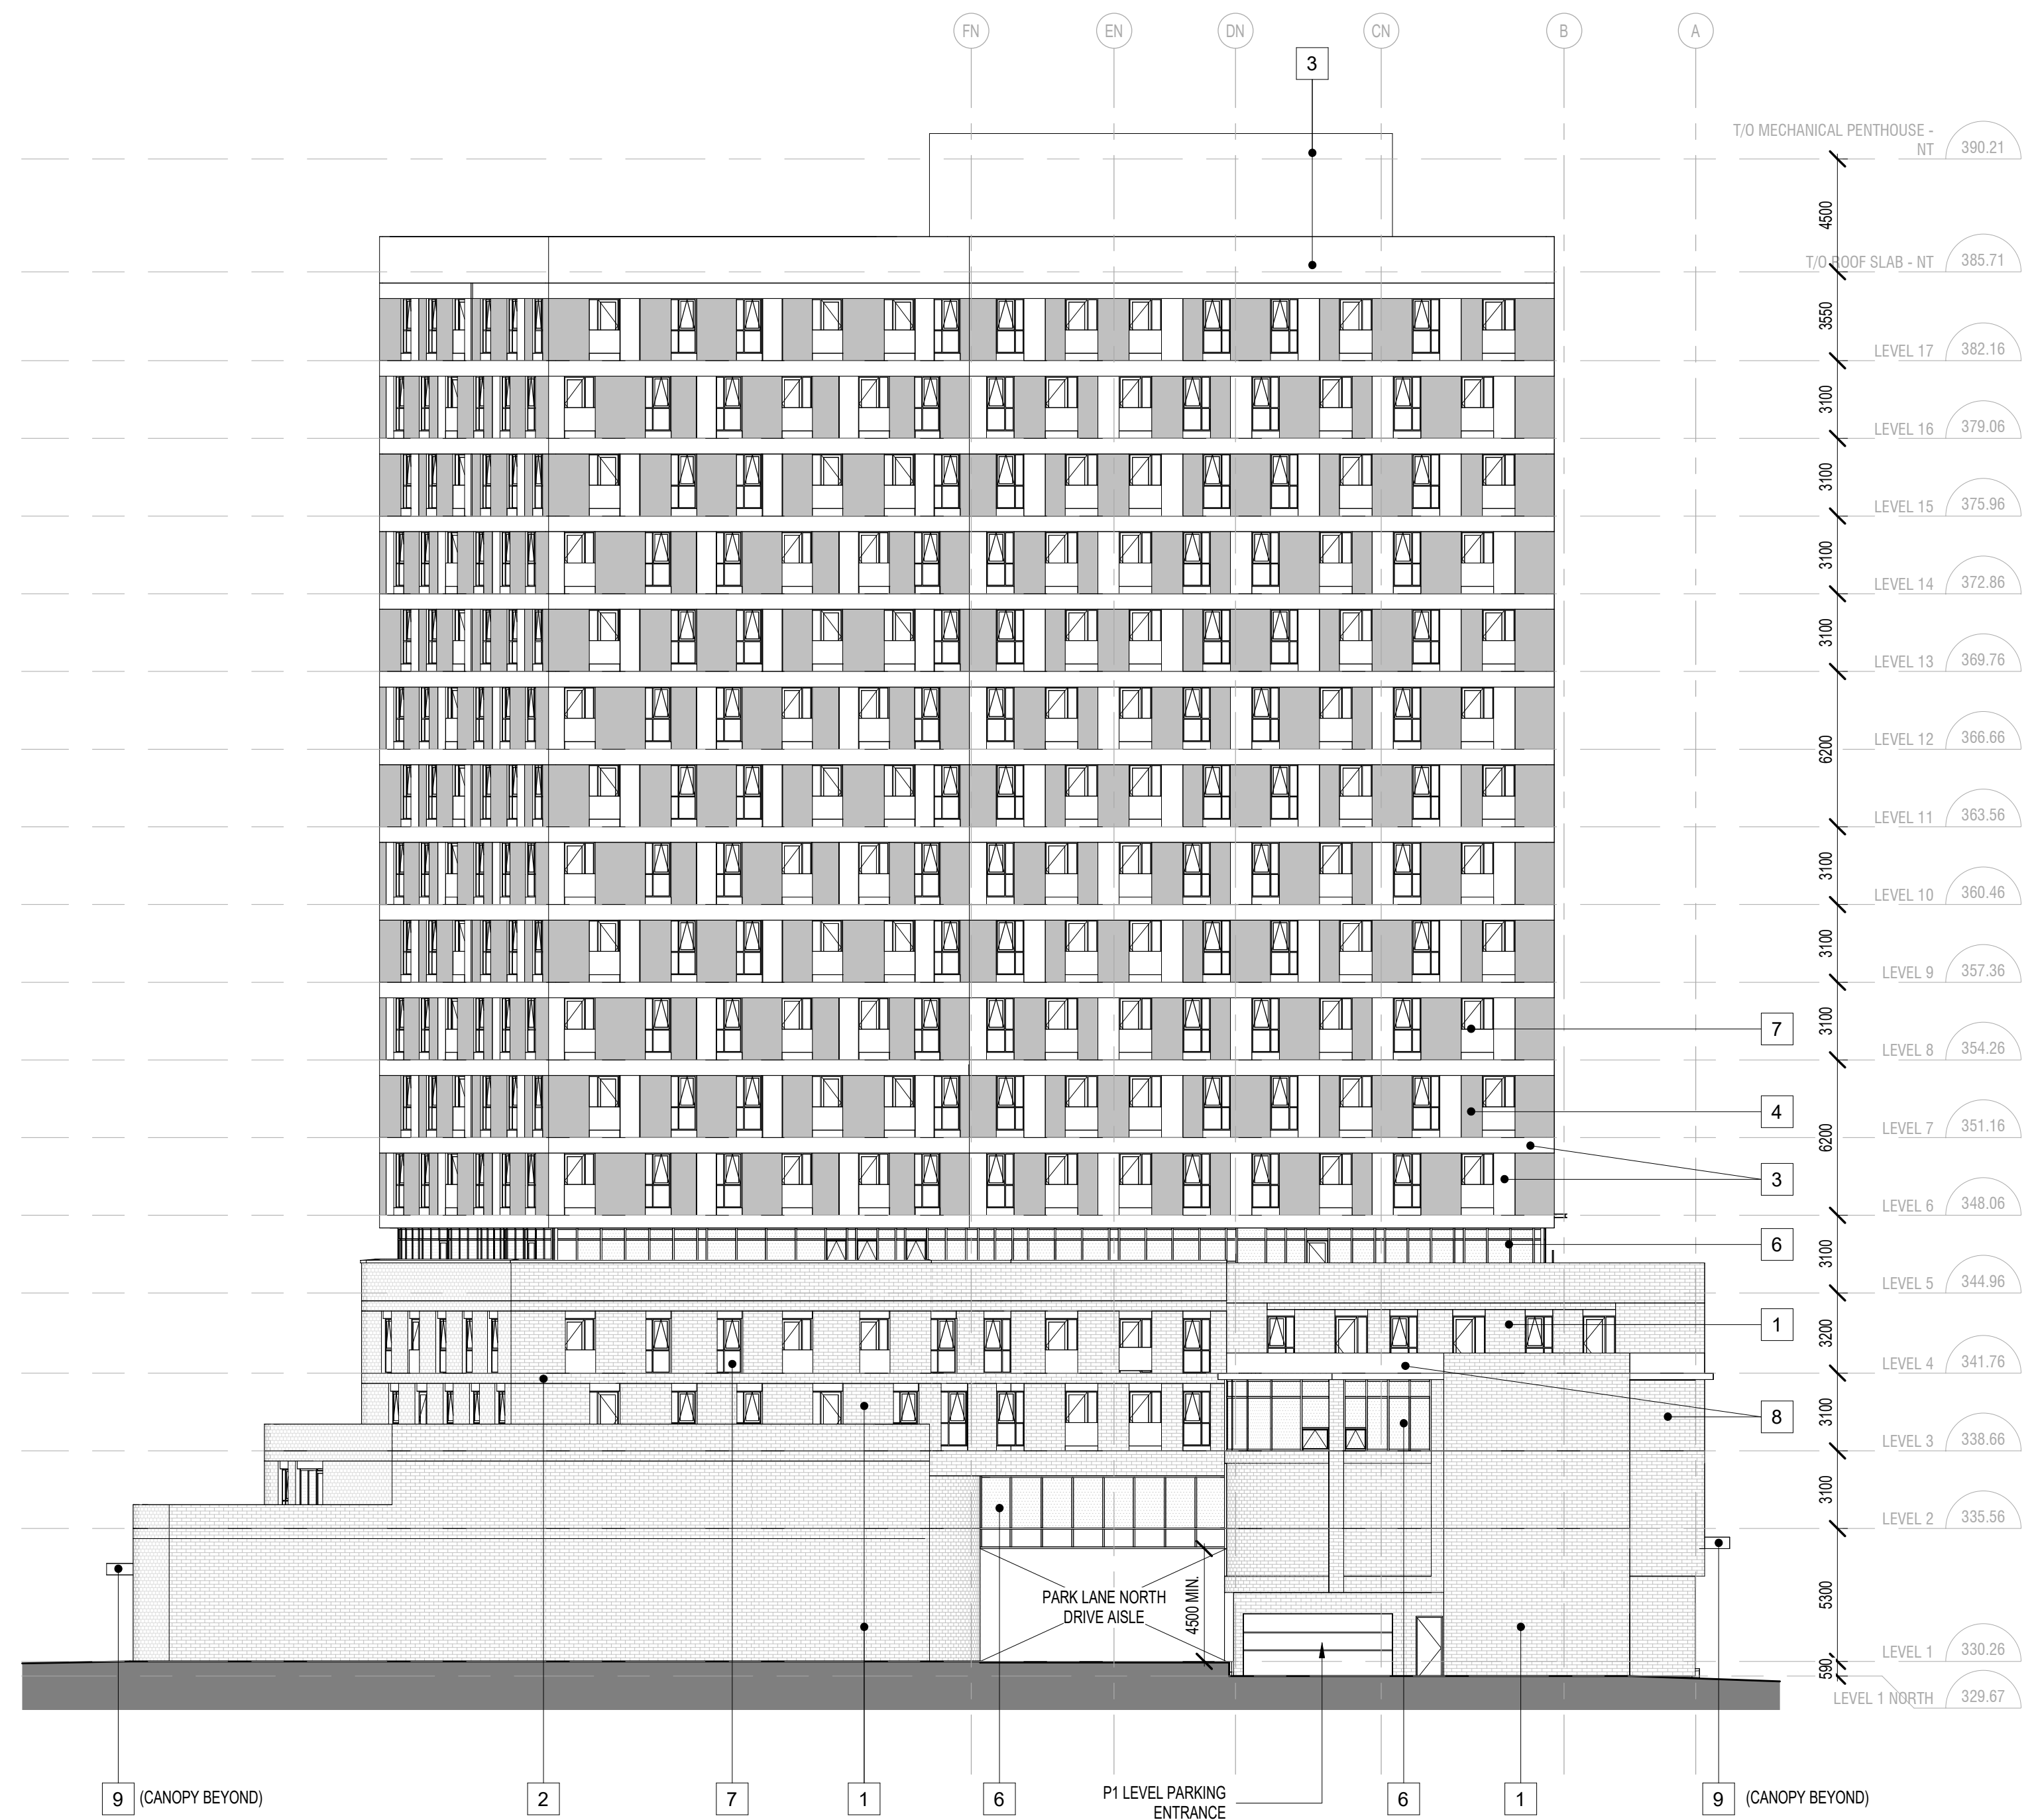 FN
EN
DN
CN
B
A
3
T/O MECHANICAL PENTHOUSE -
NT
390.21
4500
T/O ROOF SLAB - NT
385.71
3550
LEVEL 17
382.16
3100
LEVEL 16
379.06
3100
LEVEL 15
375.96
3100
LEVEL 14
372.86
3100
LEVEL 13
369.76
LEVEL 12
366.66
6200
LEVEL 11
363.56
3100
LEVEL 10
360.46
3100
LEVEL 9
357.36
7
3100
LEVEL 8
354.26
4
LEVEL 7
351.16
6200
3
LEVEL 6
348.06
6
3100
LEVEL 5
344.96
1
3200
LEVEL 4
341.76
8
3100
LEVEL 3
338.66
3100
LEVEL 2
335.56
PARK LANE NORTH
DRIVE AISLE
4500 MIN.
5300
LEVEL 1
330.26
590
LEVEL 1 NORTH
329.67
9
(CANOPY BEYOND)
2
7
1
6
P1 LEVEL PARKING
ENTRANCE
6
1
9
(CANOPY BEYOND)